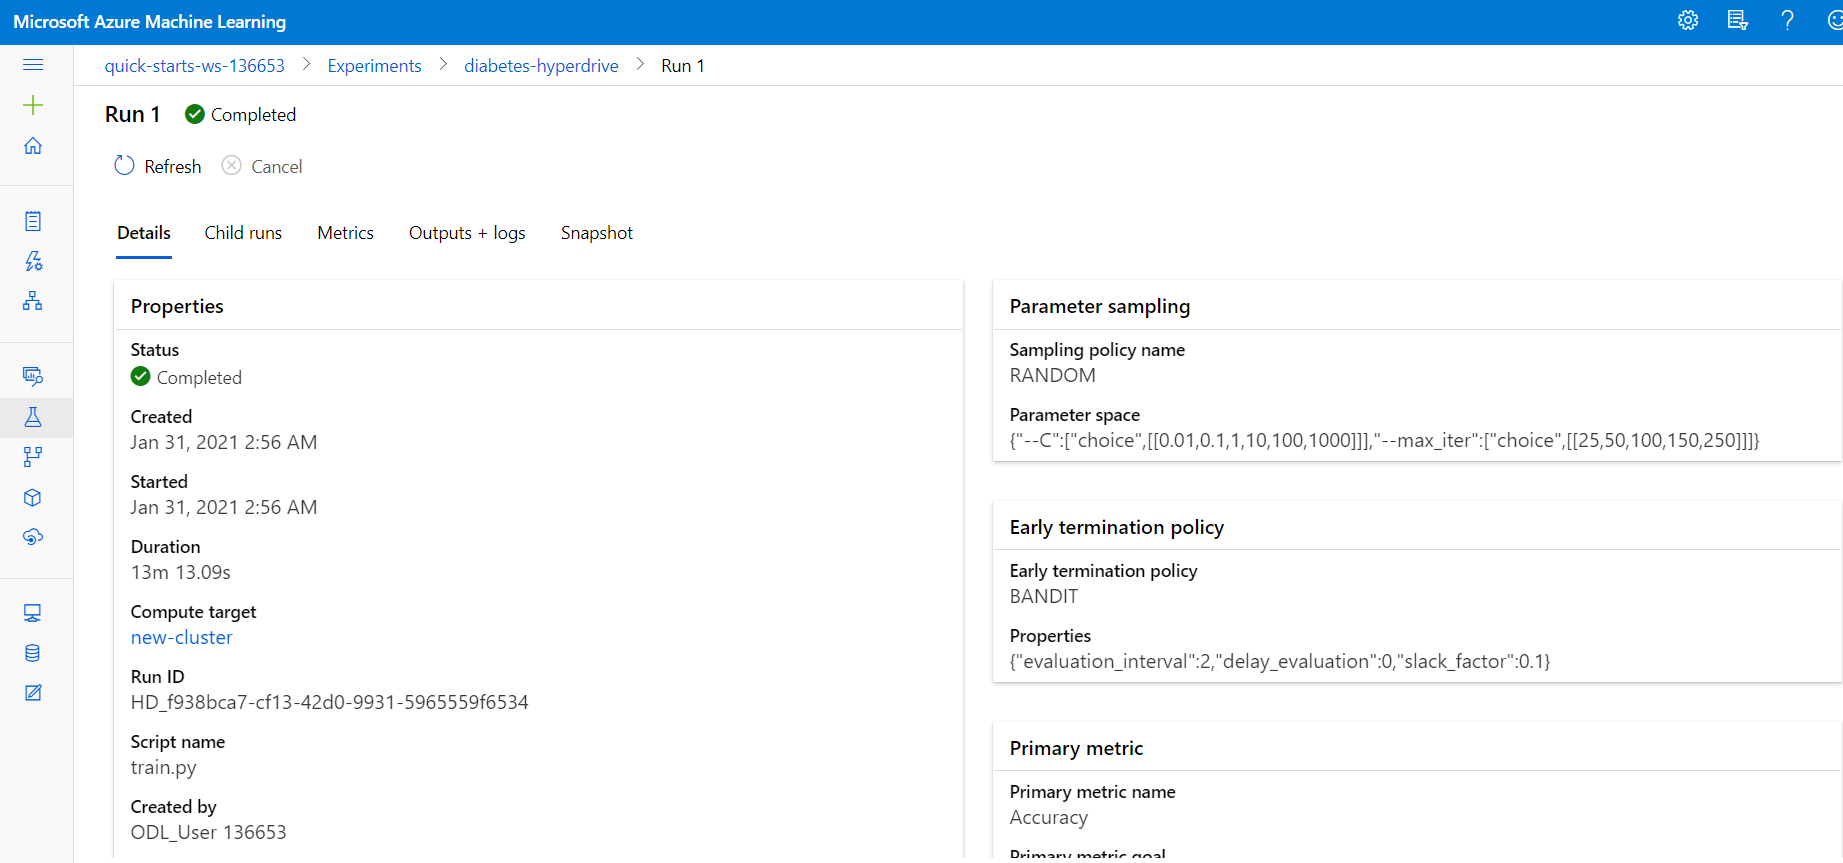 Microsoft Azure Machine Learning
quick-starts-ws-136653 > Experiments > diabetes-hyperdrive > Run 1
Run 1 Completed
Refresh Cancel
Details Child runs Metrics Outputs + logs Snapshot
Properties
Status
Completed
Created
Jan 31, 2021 2:56 AM
Started
Jan 31, 2021 2:56 AM
Duration
13m 13.09s
Compute target
new-cluster
Run ID
HD_f938bca7-cf13-42d0-9931-5965559f6534
Script name
train.py
Created by
ODL_User 136653
Parameter sampling
Sampling policy name
RANDOM
Parameter space
{"--C":["choice",[[0.01,0.1,1,10,100,1000]]],"--max_iter":["choice",[[25,50,100,150,250]]]}
Early termination policy
Early termination policy
BANDIT
Properties
{"evaluation_interval":2,"delay_evaluation":0,"slack_factor":0.1}
Primary metric
Primary metric name
Accuracy
Primary metric goal